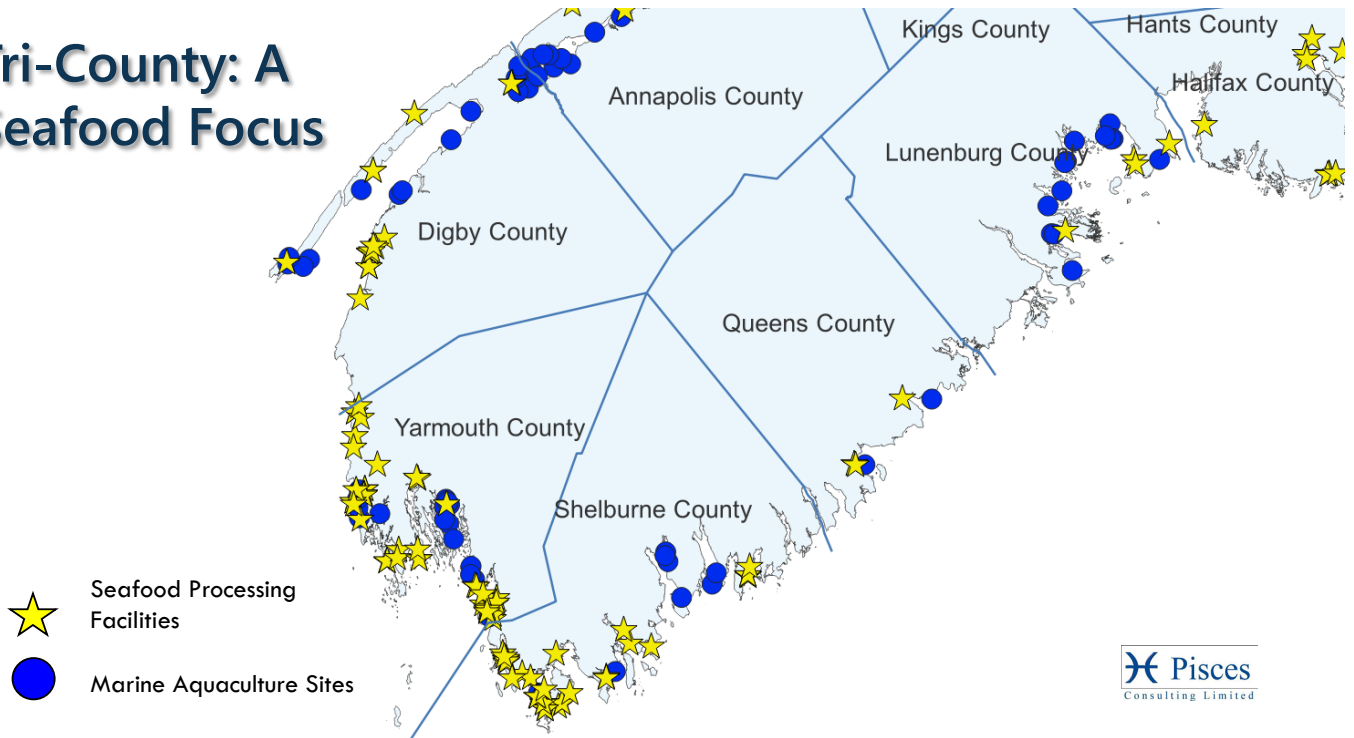 ri-County: A
Seafood Focus
Kings County
Hants County
Annapolis County
Halifax County
Lunenburg County
Digby County
Queens County
Yarmouth County
Shelburne County
Seafood Processing
Facilities
Marine Aquaculture Sites
Pisces
Consulting Limited